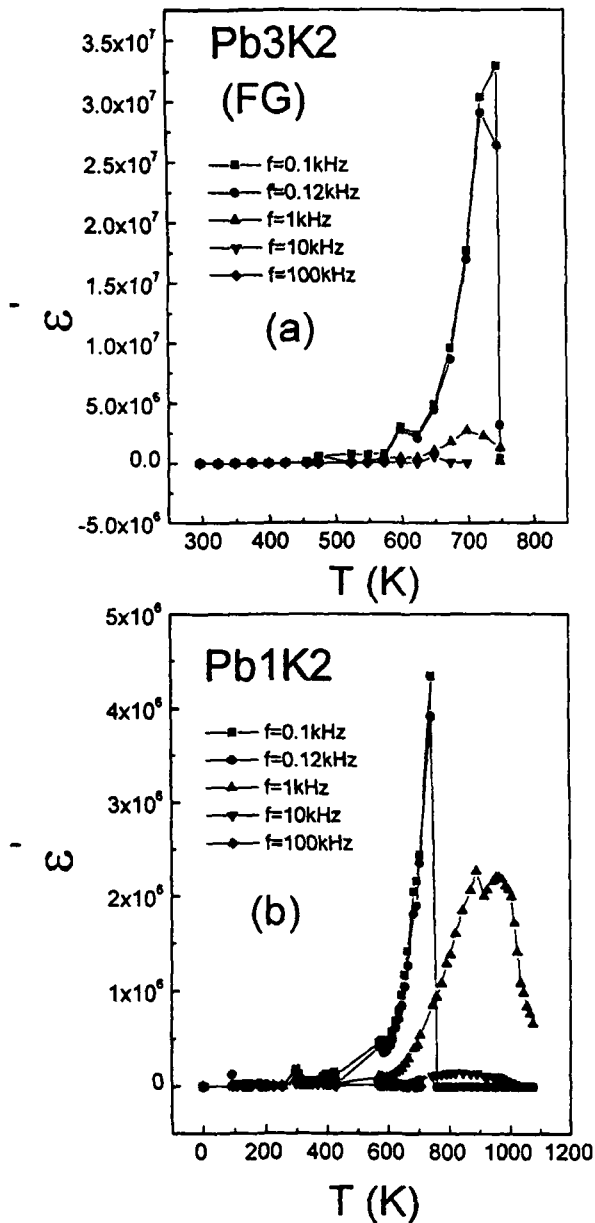 Pb3K2
(FG)
f=0.1kHz
f=0.12kHz
f=1kHz
f=10kHz
f=100kHz
(a)
ε'
3.5x10⁷
3.0x10⁷
2.5x10⁷
2.0x10⁷
1.5x10⁷
1.0x10⁷
5.0x10⁶
0.0
-5.0x10⁶
300 400 500 600 700 800
T (K)
Pb1K2
f=0.1kHz
f=0.12kHz
f=1kHz
f=10kHz
f=100kHz
(b)
ε'
5x10⁶
4x10⁶
3x10⁶
2x10⁶
1x10⁶
0
0 200 400 600 800 1000 1200
T (K)